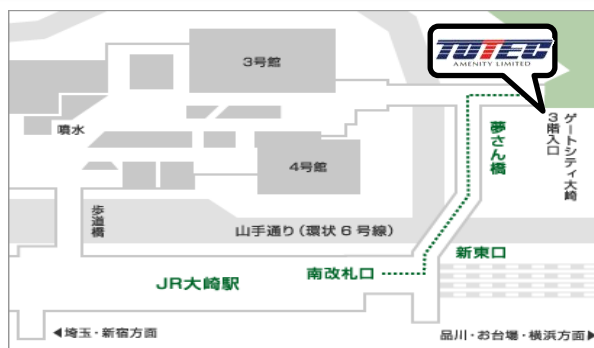 3号館
TOTEC
AMENITY LIMITED
噴水
4号館
夢さん橋
ゲートシティ大崎
3階入口
歩道橋
山手通り(環状6号線)
新東口
南改札口
JR大崎駅
◀埼玉・新宿方面
品川・お台場・横浜方面▶